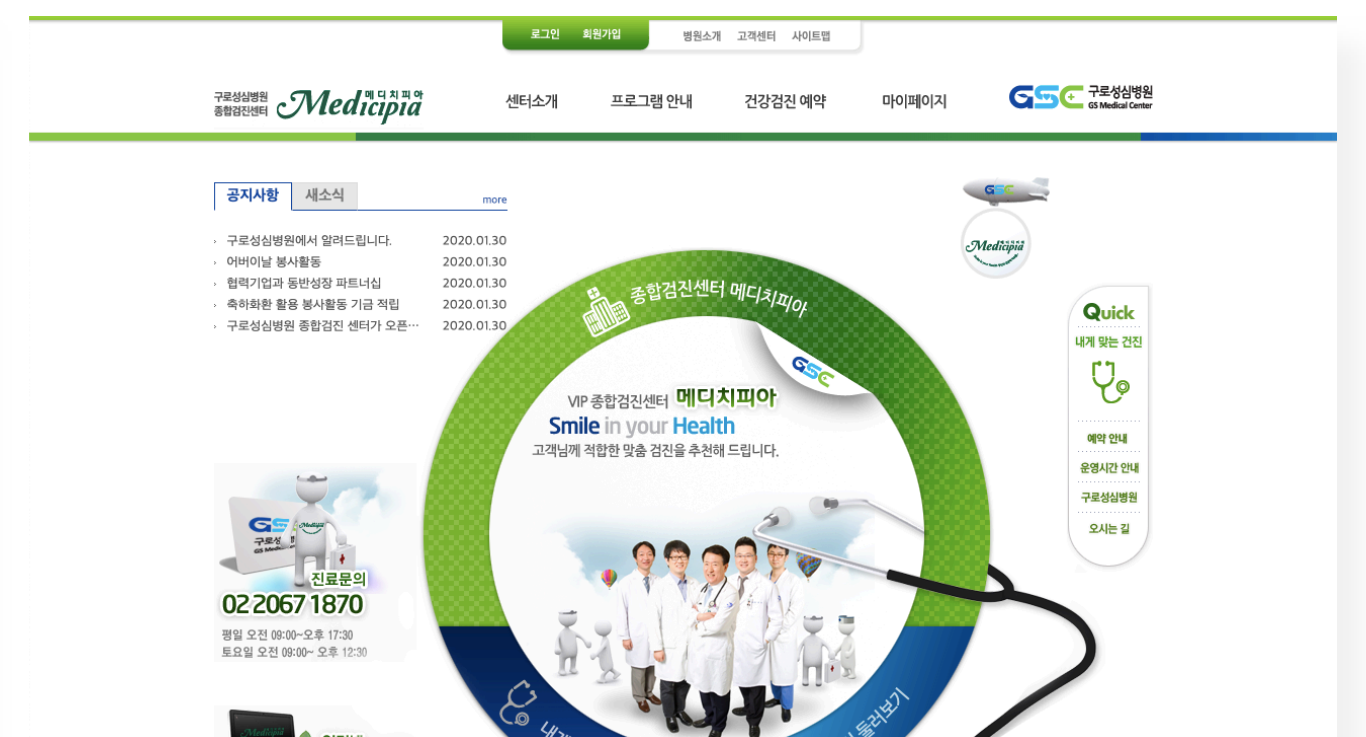 로그인 회원가입 병원소개 고객센터 사이트맵
구로성심병원
종합검진센터
메디치피아
Medicipia
센터소개 프로그램 안내 건강검진 예약 마이페이지
GSC 구로성심병원
GS Medical Center
공지사항 새소식 more
구로성심병원에서 알려드립니다. 2020.01.30
어버이날 봉사활동 2020.01.30
협력기업과 동반성장 파트너십 2020.01.30
축하화환 활용 봉사활동 기금 적립 2020.01.30
구로성심병원 종합검진 센터가 오픈… 2020.01.30
GSC
Medicipia
종합검진센터 메디치피아
GSC
VIP 종합검진센터 메디치피아
Smile in your Health
고객님께 적합한 맞춤 검진을 추천해 드립니다.
Quick
내게 맞는 건진
예약 안내
운영시간 안내
구로성심병원
오시는 길
GS
Medicipia
진료문의
02 2067 1870
평일 오전 09:00~오후 17:30
토요일 오전 09:00~ 오후 12:30
내게
둘러보기
Medicipia